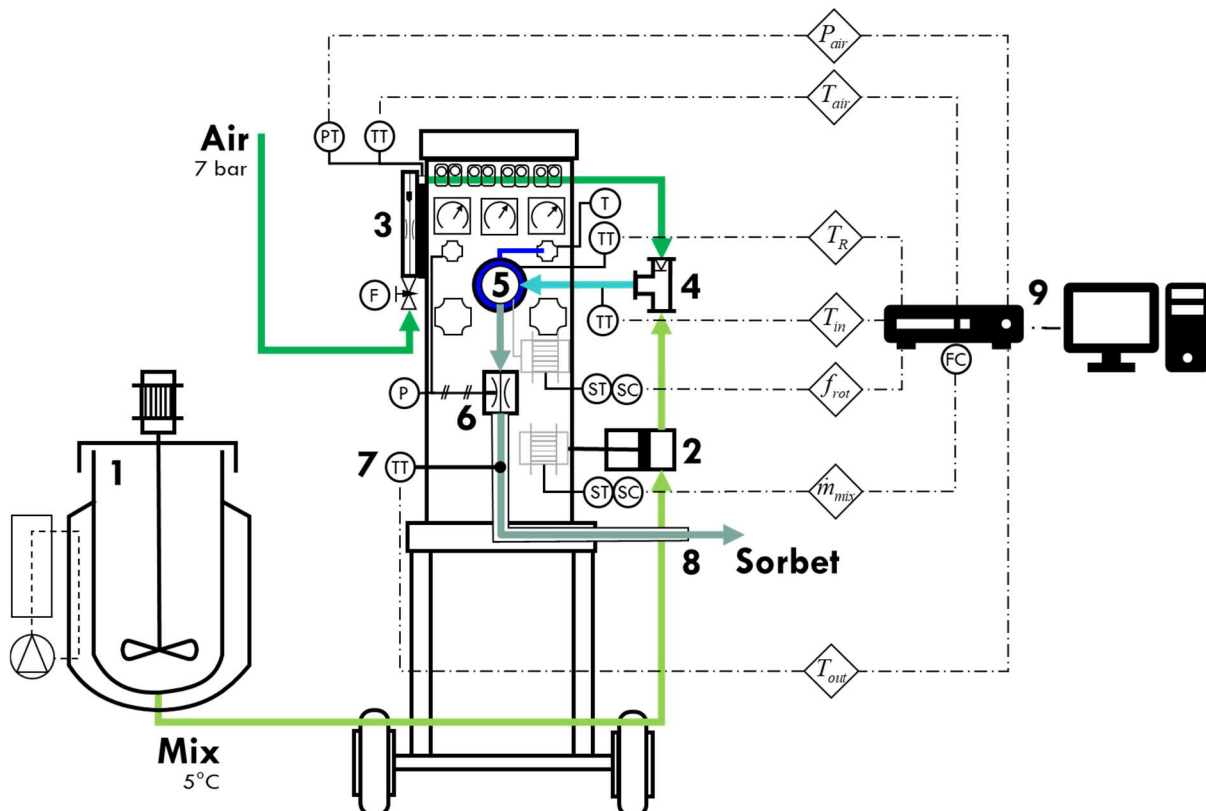 P_air
T_air
Air
7 bar
PT
TT
3
T
TT
T_R
5
4
9
F
TT
T_in
FC
ST SC
f_rot
P
6
1
7
TT
2
ST SC
ṁ_mix
8
Sorbet
T_out
Mix
5°C